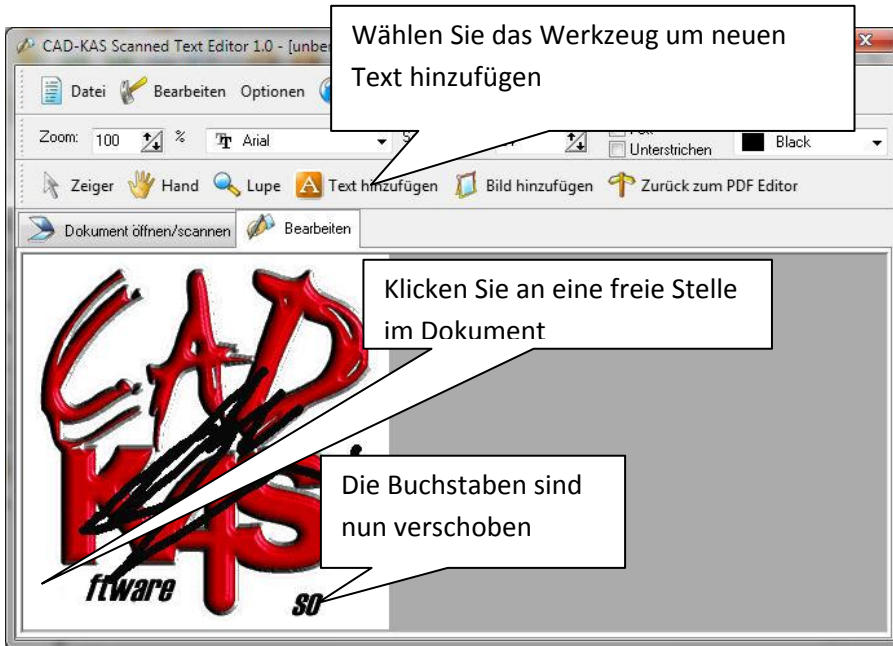 CAD-KAS Scanned Text Editor 1.0 - [unbe
Wählen Sie das Werkzeug um neuen
Text hinzufügen
Datei Bearbeiten Optionen
Zoom: 100 % Arial
Unterstrichen Black
Zeiger Hand Lupe A Text hinzufügen Bild hinzufügen Zurück zum PDF Editor
Dokument öffnen/scannen Bearbeiten
Klicken Sie an eine freie Stelle
im Dokument
CAD
KAS
Die Buchstaben sind
nun verschoben
ftware so